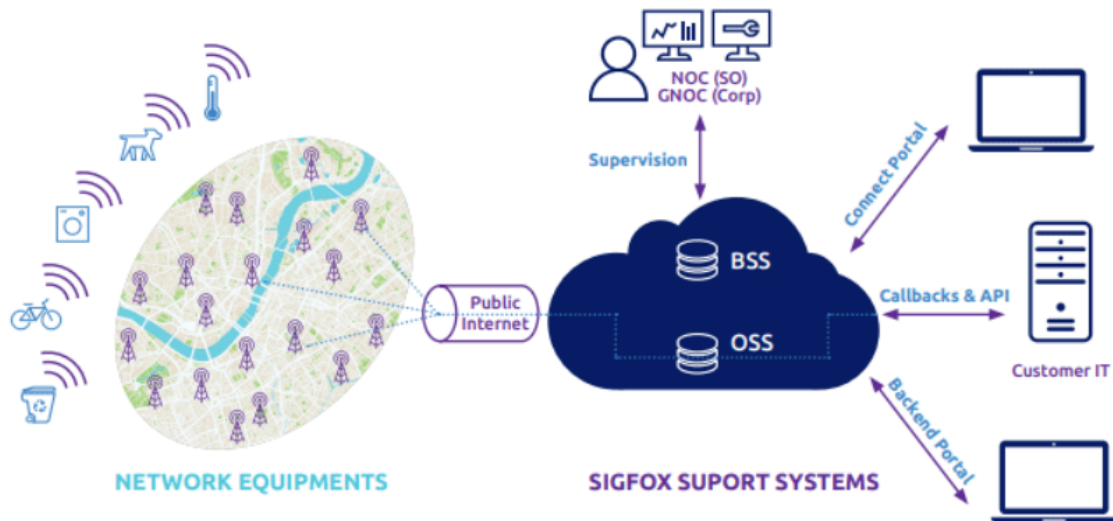 NOC (SO)
GNOC (Corp)
Supervision
Connect Portal
BSS
Public
Internet
Callbacks & API
OSS
Customer IT
Backend Portal
NETWORK EQUIPMENTS
SIGFOX SUPORT SYSTEMS